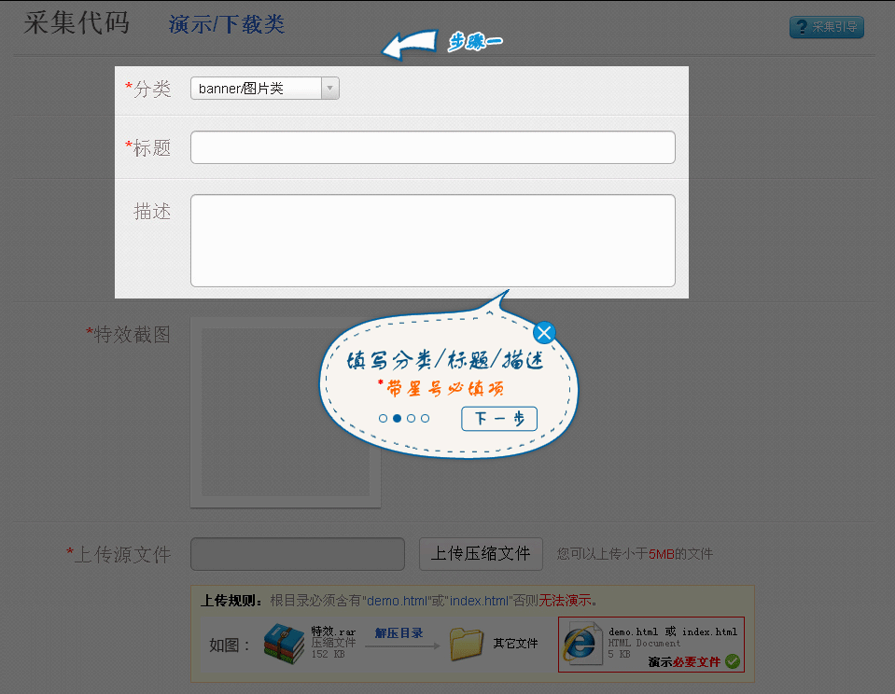 采集代码
演示/下载类
? 采集引导
步骤一
*分类
banner/图片类
*标题
描述
*特效截图
填写分类/标题/描述
*带星号必填项
下一步
*上传源文件
上传压缩文件
您可以上传小于5MB的文件
上传规则：根目录必须含有"demo.html"或"index.html"否则无法演示。
如图：
特效.rar
压缩文件
152 KB
解压目录
其它文件
demo.html 或 index.html
HTML Document
5 KB
演示必要文件